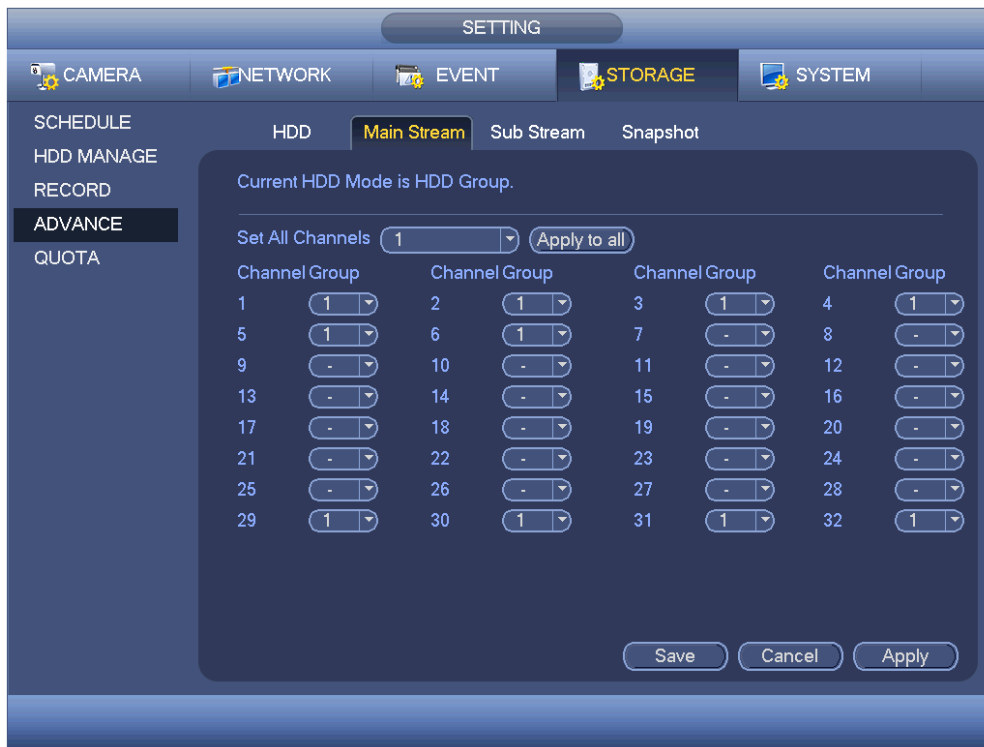 SETTING
CAMERA NETWORK EVENT STORAGE SYSTEM
SCHEDULE
HDD MANAGE
RECORD
ADVANCE
QUOTA
HDD Main Stream Sub Stream Snapshot
Current HDD Mode is HDD Group.
Set All Channels 1 Apply to all
Channel Group Channel Group Channel Group Channel Group
1 1 2 1 3 1 4 1
5 1 6 1 7 - 8 -
9 - 10 - 11 - 12 -
13 - 14 - 15 - 16 -
17 - 18 - 19 - 20 -
21 - 22 - 23 - 24 -
25 - 26 - 27 - 28 -
29 1 30 1 31 1 32 1
Save Cancel Apply